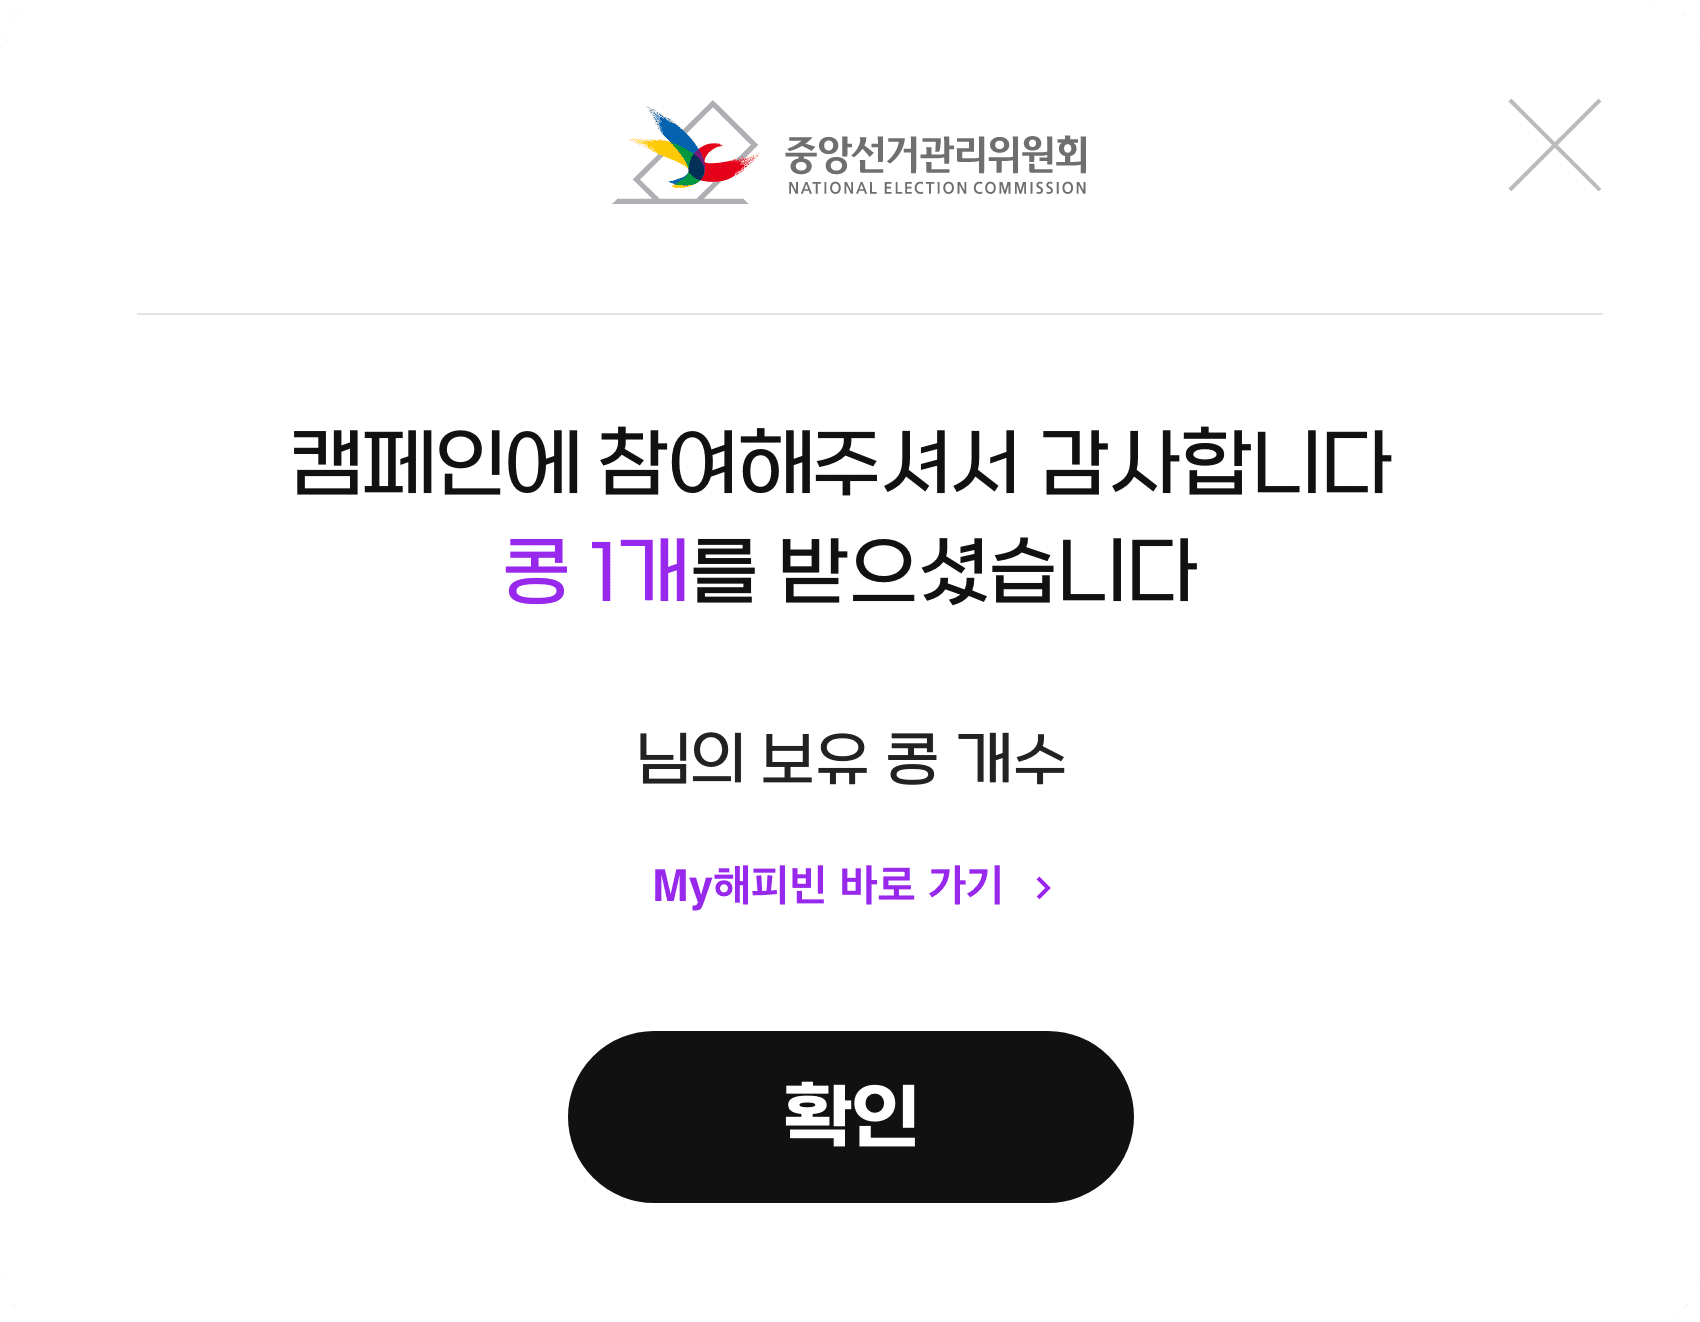 중앙선거관리위원회
NATIONAL ELECTION COMMISSION
캠페인에 참여해주셔서 감사합니다
콩 1개를 받으셨습니다
님의 보유 콩 개수
My해피빈 바로 가기 >
확인